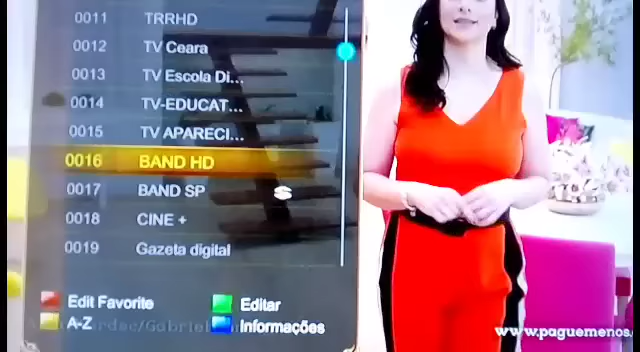 0011 TRRHD
0012 TV Ceara
0013 TV Escola Di...
0014 TV-EDUCAT...
0015 TV APARECI...
0016 BAND HD
0017 BAND SP S
0018 CINE +
0019 Gazeta digital
Edit Favorite Editar
A-Z Informações
www.paguemenos.